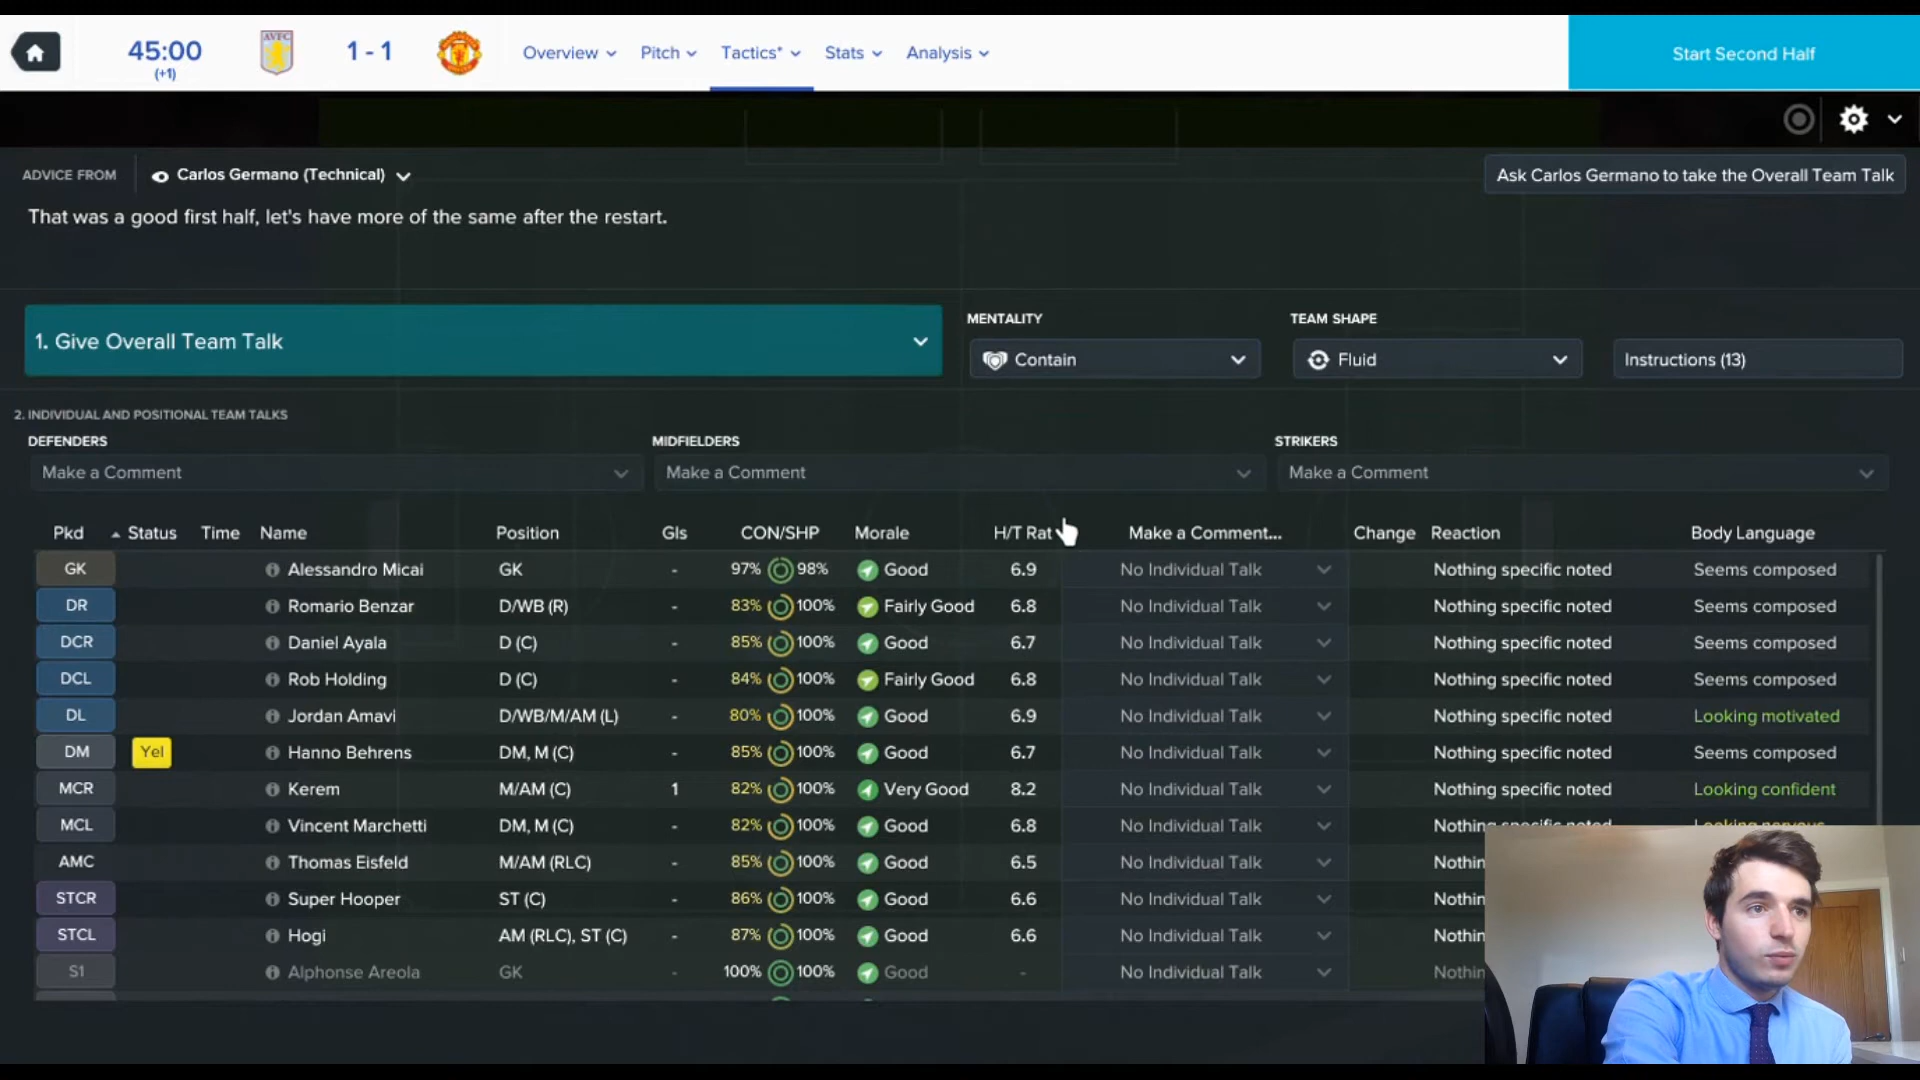 45:00
(+1)
AVFC
1 - 1
Overview
Pitch
Tactics*
Stats
Analysis
Start Second Half
ADVICE FROM
Carlos Germano (Technical)
Ask Carlos Germano to take the Overall Team Talk
That was a good first half, let's have more of the same after the restart.
1. Give Overall Team Talk
MENTALITY
Contain
TEAM SHAPE
Fluid
Instructions (13)
2. INDIVIDUAL AND POSITIONAL TEAM TALKS
DEFENDERS MIDFIELDERS STRIKERS
Make a Comment Make a Comment Make a Comment
Pkd Status Time Name Position Gls CON/SHP Morale H/T Rat Make a Comment... Change Reaction Body Language
GK Alessandro Micai GK - 97% 98% Good 6.9 No Individual Talk Nothing specific noted Seems composed
DR Romario Benzar D/WB (R) - 83% 100% Fairly Good 6.8 No Individual Talk Nothing specific noted Seems composed
DCR Daniel Ayala D (C) - 85% 100% Good 6.7 No Individual Talk Nothing specific noted Seems composed
DCL Rob Holding D (C) - 84% 100% Fairly Good 6.8 No Individual Talk Nothing specific noted Seems composed
DL Jordan Amavi D/WB/M/AM (L) - 80% 100% Good 6.9 No Individual Talk Nothing specific noted Looking motivated
DM Yel Hanno Behrens DM, M (C) - 85% 100% Good 6.7 No Individual Talk Nothing specific noted Seems composed
MCR Kerem M/AM (C) 1 82% 100% Very Good 8.2 No Individual Talk Nothing specific noted Looking confident
MCL Vincent Marchetti DM, M (C) - 82% 100% Good 6.8 No Individual Talk Nothing specific noted Looking nervous
AMC Thomas Eisfeld M/AM (RLC) - 85% 100% Good 6.5 No Individual Talk Nothin
STCR Super Hooper ST (C) - 86% 100% Good 6.6 No Individual Talk Nothin
STCL Hogi AM (RLC), ST (C) - 87% 100% Good 6.6 No Individual Talk Nothin
S1 Alphonse Areola GK - 100% 100% Good - No Individual Talk Nothin